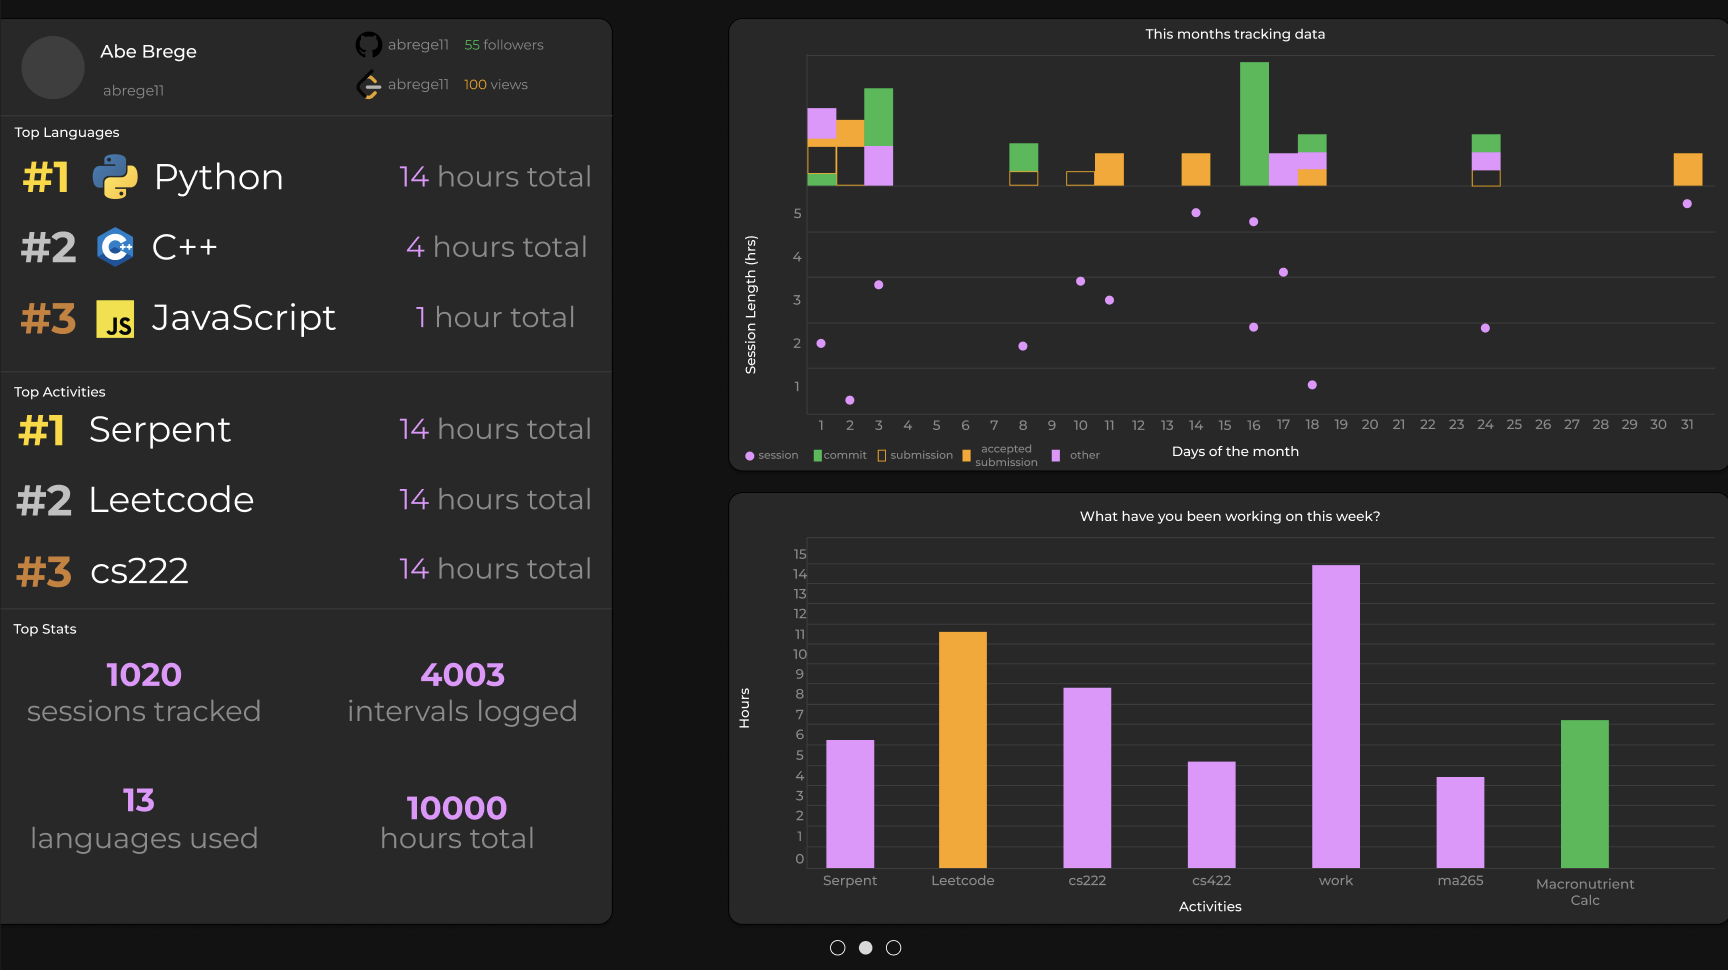 Abe Brege
abrege11
abrege11 55 followers
abrege11 100 views
Top Languages
#1 Python 14 hours total
#2 C++ 4 hours total
#3 JS JavaScript 1 hour total
Top Activities
#1 Serpent 14 hours total
#2 Leetcode 14 hours total
#3 cs222 14 hours total
Top Stats
1020 4003
sessions tracked intervals logged
13 10000
languages used hours total
This months tracking data
Session Length (hrs)
5
4
3
2
1
1 2 3 4 5 6 7 8 9 10 11 12 13 14 15 16 17 18 19 20 21 22 23 24 25 26 27 28 29 30 31
session commit submission accepted submission other
Days of the month
What have you been working on this week?
Hours
15
14
13
12
11
10
9
8
7
6
5
4
3
2
1
0
Serpent Leetcode cs222 cs422 work ma265 Macronutrient
Calc
Activities